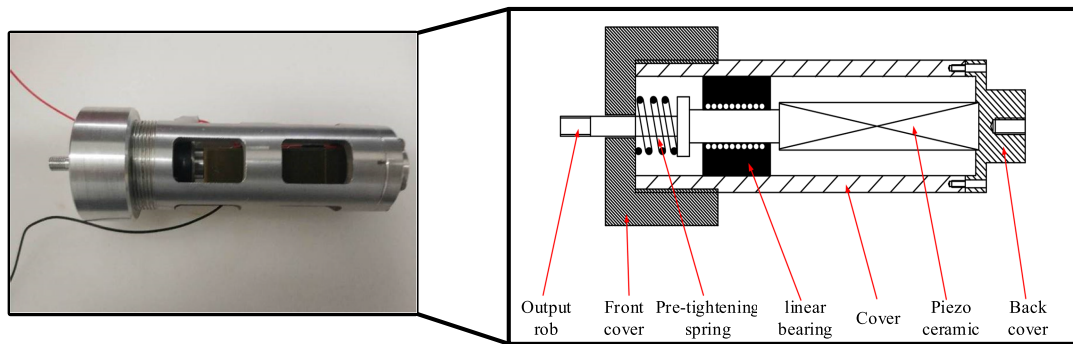 Output
rob
Front
cover
Pre-tightening
spring
linear
bearing
Cover
Piezo
ceramic
Back
cover